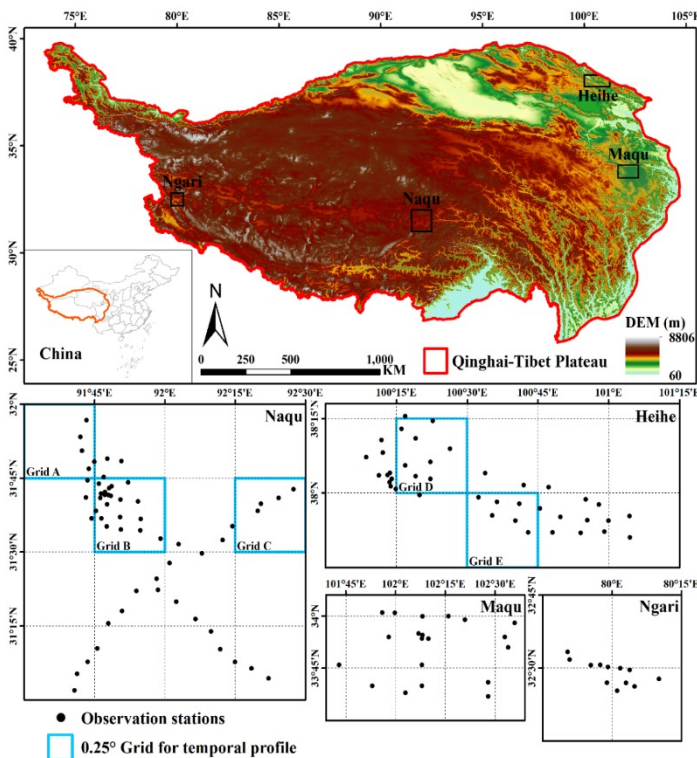 75°E 80°E 85°E 90°E 95°E 100°E 105°E
40°N
35°N
30°N
25°N
Heihe
Maqu
Ngari
Naqu
N
China
0 250 500 1,000
KM
Qinghai-Tibet Plateau
DEM (m)
8806
60
91°45'E 92°E 92°15'E 92°30'E
32°N
31°45'N
31°30'N
31°15'N
Naqu
Grid A
Grid B
Grid C
100°15'E 100°30'E 100°45'E 101°E 101°15'E
38°15'N
38°N
Heihe
Grid D
Grid E
101°45'E 102°E 102°15'E 102°30'E
34°N
33°45'N
Maqu
80°E 80°15'E
32°45'N
32°30'N
Ngari
Observation stations
0.25° Grid for temporal profile